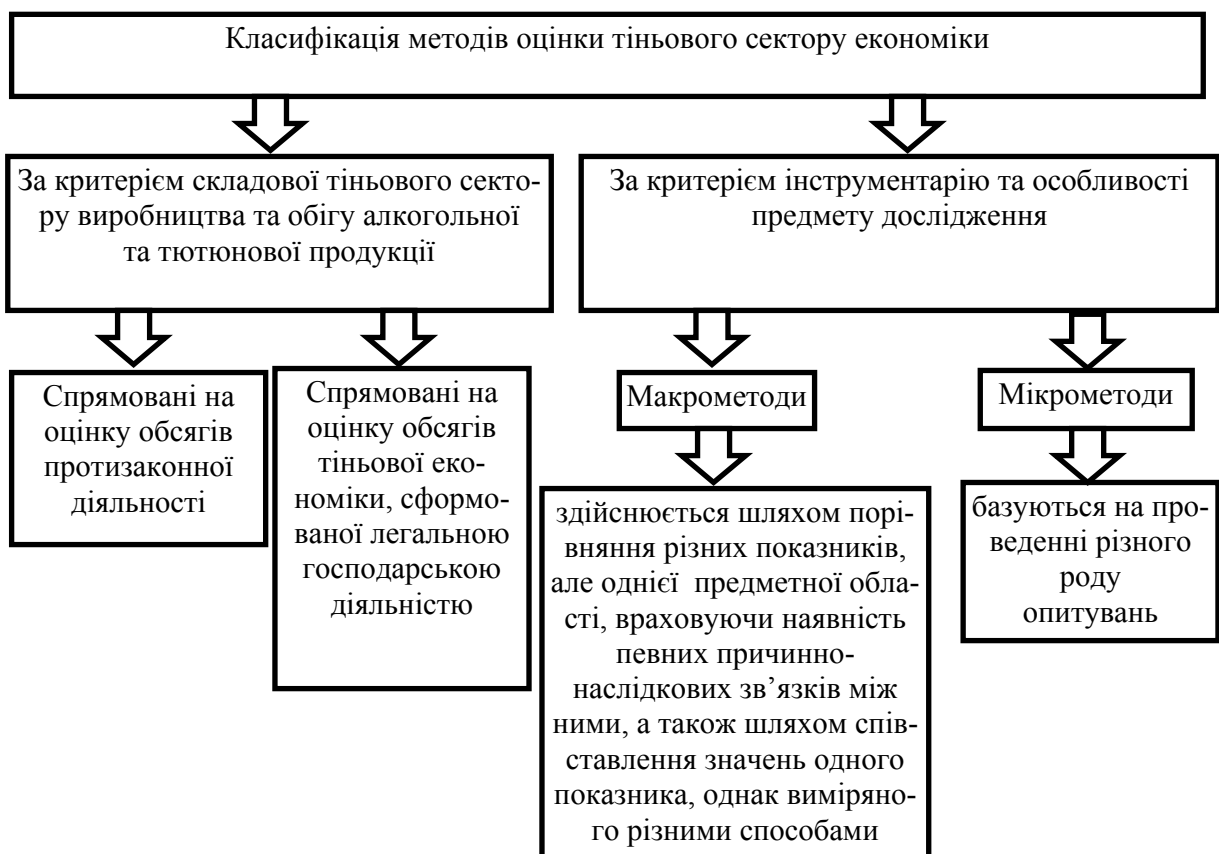 Класифікація методів оцінки тіньового сектору економіки
За критерієм складової тіньового секто-
ру виробництва та обігу алкогольної
та тютюнової продукції
За критерієм інструментарію та особливості
предмету дослідження
Спрямовані на
оцінку обсягів
протизаконної
діяльності
Спрямовані на
оцінку обсягів
тіньової еко-
номіки, сформо-
ваної легальною
господарською
діяльністю
Макрометоди
здійснюється шляхом порі-
вняння різних показників,
але однієї предметної обла-
сті, враховуючи наявність
певних причинно-
наслідкових зв’язків між
ними, а також шляхом спів-
ставлення значень одного
показника, однак виміряно-
го різними способами
Мікрометоди
базуються на про-
веденні різного
роду
опитувань